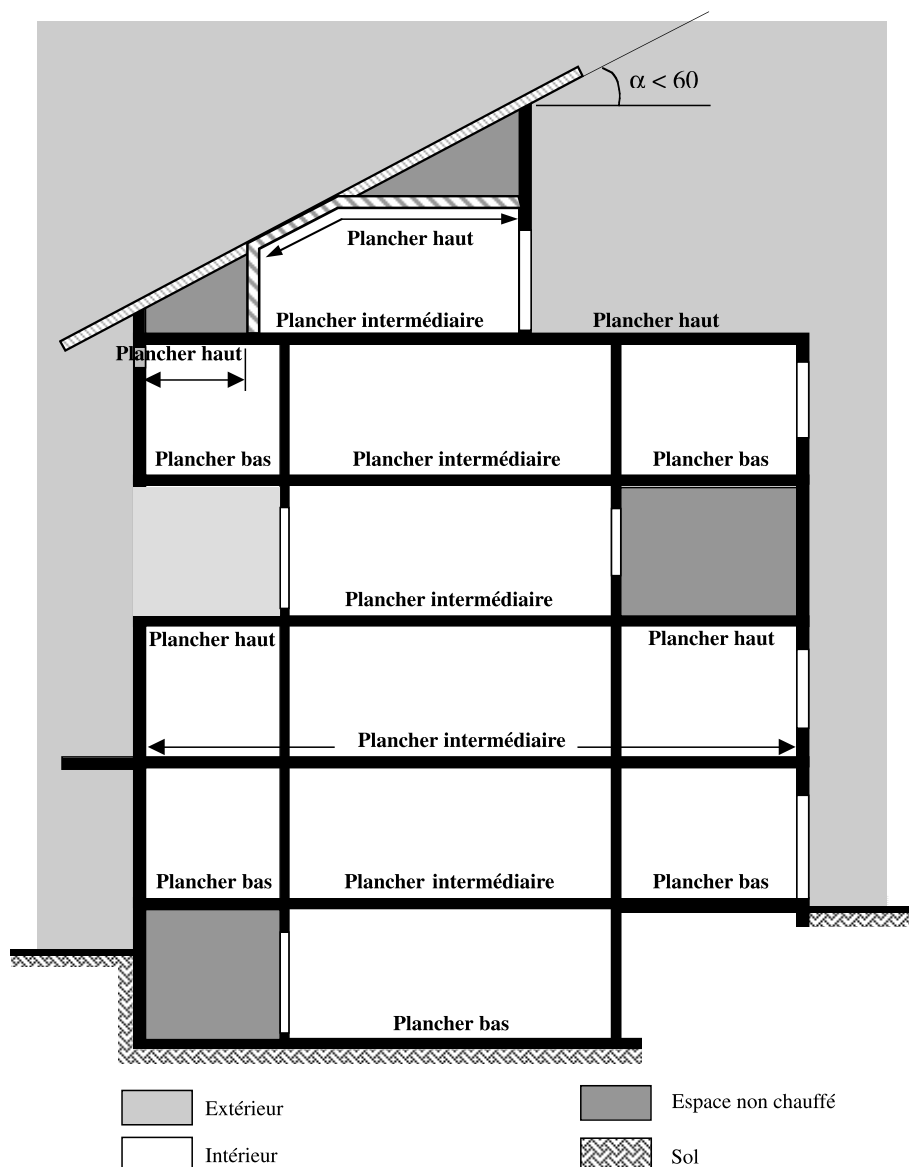 α < 60
Plancher haut
Plancher intermédiaire
Plancher haut
Plancher haut
Plancher bas
Plancher intermédiaire
Plancher bas
Plancher intermédiaire
Plancher haut
Plancher haut
Plancher intermédiaire
Plancher bas
Plancher intermédiaire
Plancher bas
Plancher bas
Extérieur
Espace non chauffé
Intérieur
Sol